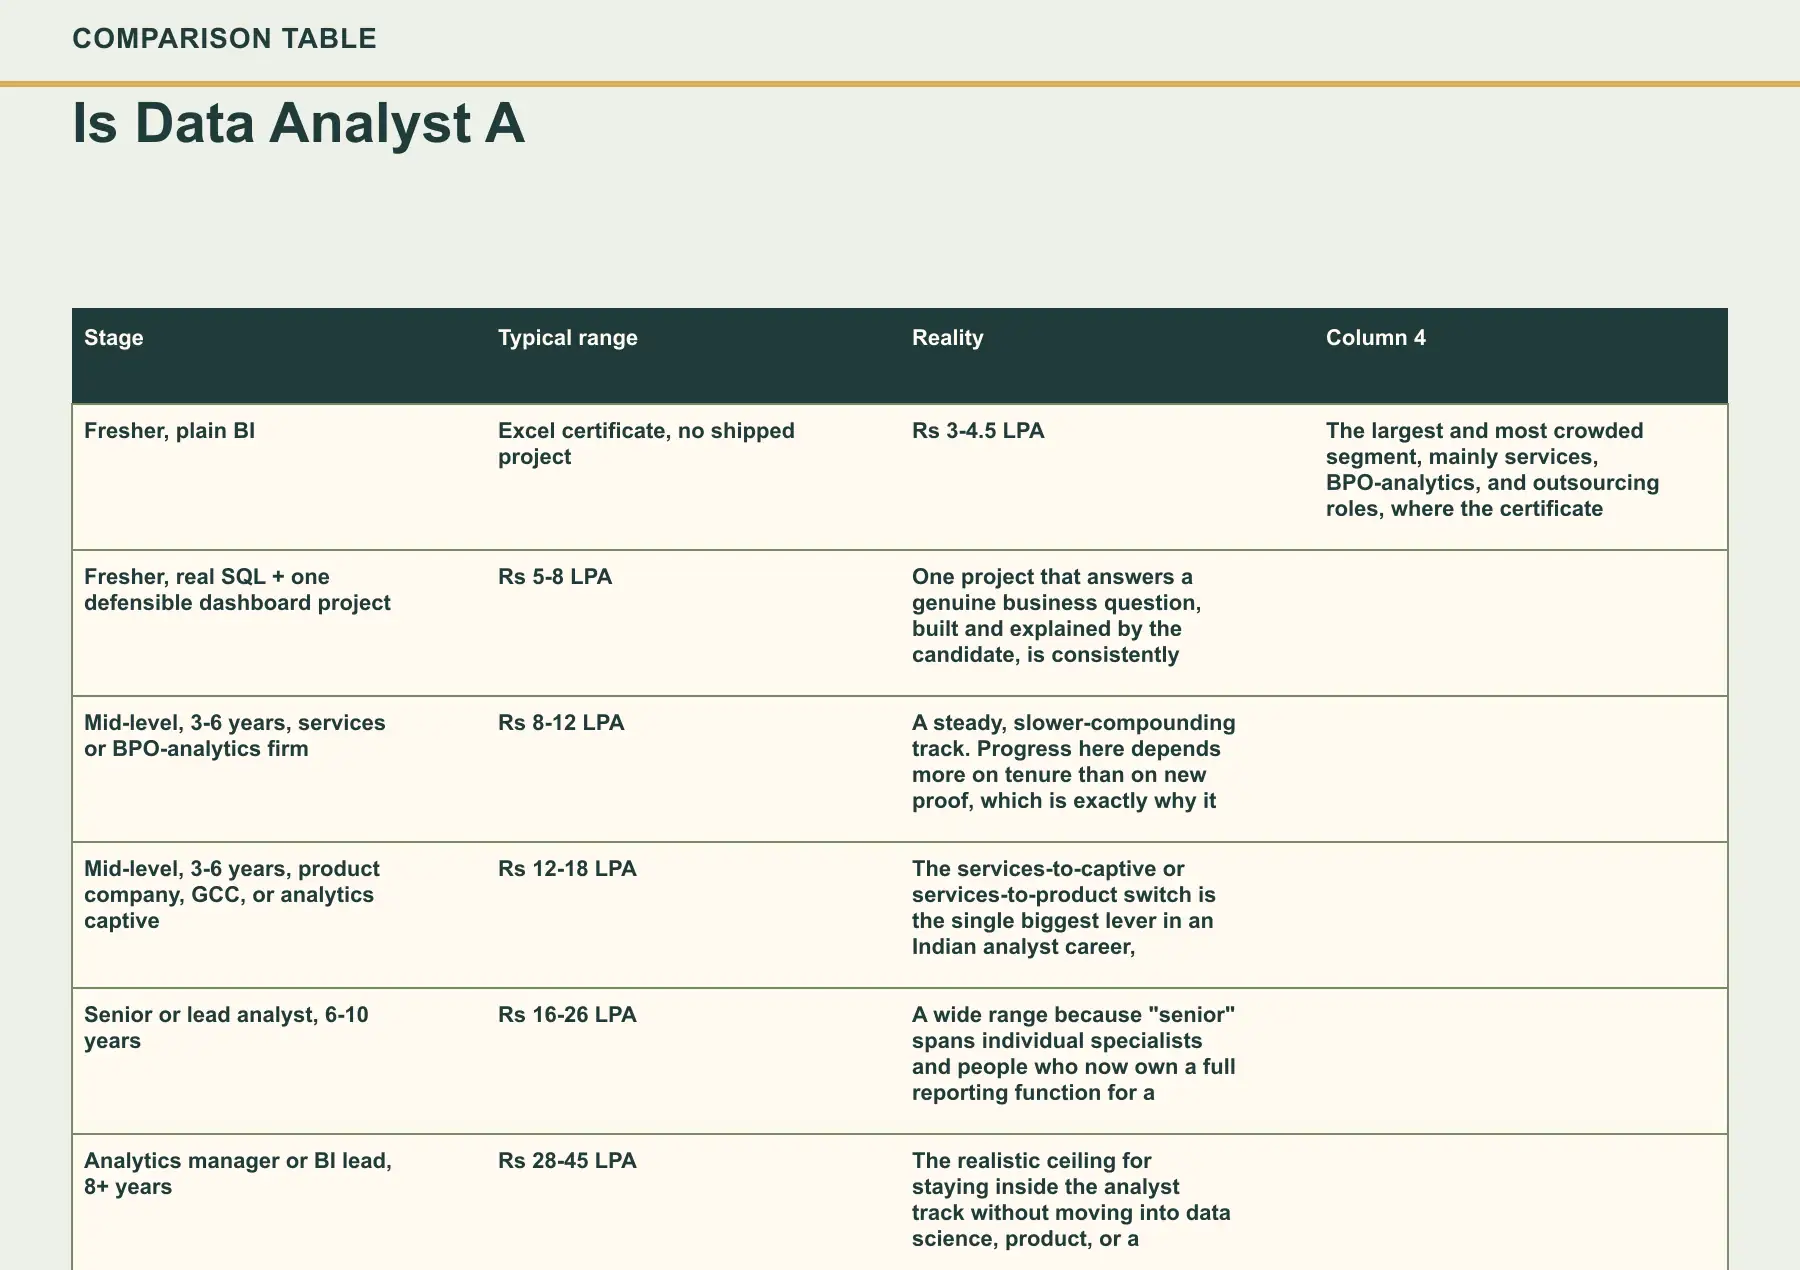 COMPARISON TABLE
Is Data Analyst A
Stage
Typical range
Reality
Column 4
Fresher, plain BI
Excel certificate, no shipped
project
Rs 3-4.5 LPA
The largest and most crowded
segment, mainly services,
BPO-analytics, and outsourcing
roles, where the certificate
Fresher, real SQL + one
defensible dashboard project
Rs 5-8 LPA
One project that answers a
genuine business question,
built and explained by the
candidate, is consistently
Mid-level, 3-6 years, services
or BPO-analytics firm
Rs 8-12 LPA
A steady, slower-compounding
track. Progress here depends
more on tenure than on new
proof, which is exactly why it
Mid-level, 3-6 years, product
company, GCC, or analytics
captive
Rs 12-18 LPA
The services-to-captive or
services-to-product switch is
the single biggest lever in an
Indian analyst career,
Senior or lead analyst, 6-10
years
Rs 16-26 LPA
A wide range because "senior"
spans individual specialists
and people who now own a full
reporting function for a
Analytics manager or BI lead,
8+ years
Rs 28-45 LPA
The realistic ceiling for
staying inside the analyst
track without moving into data
science, product, or a